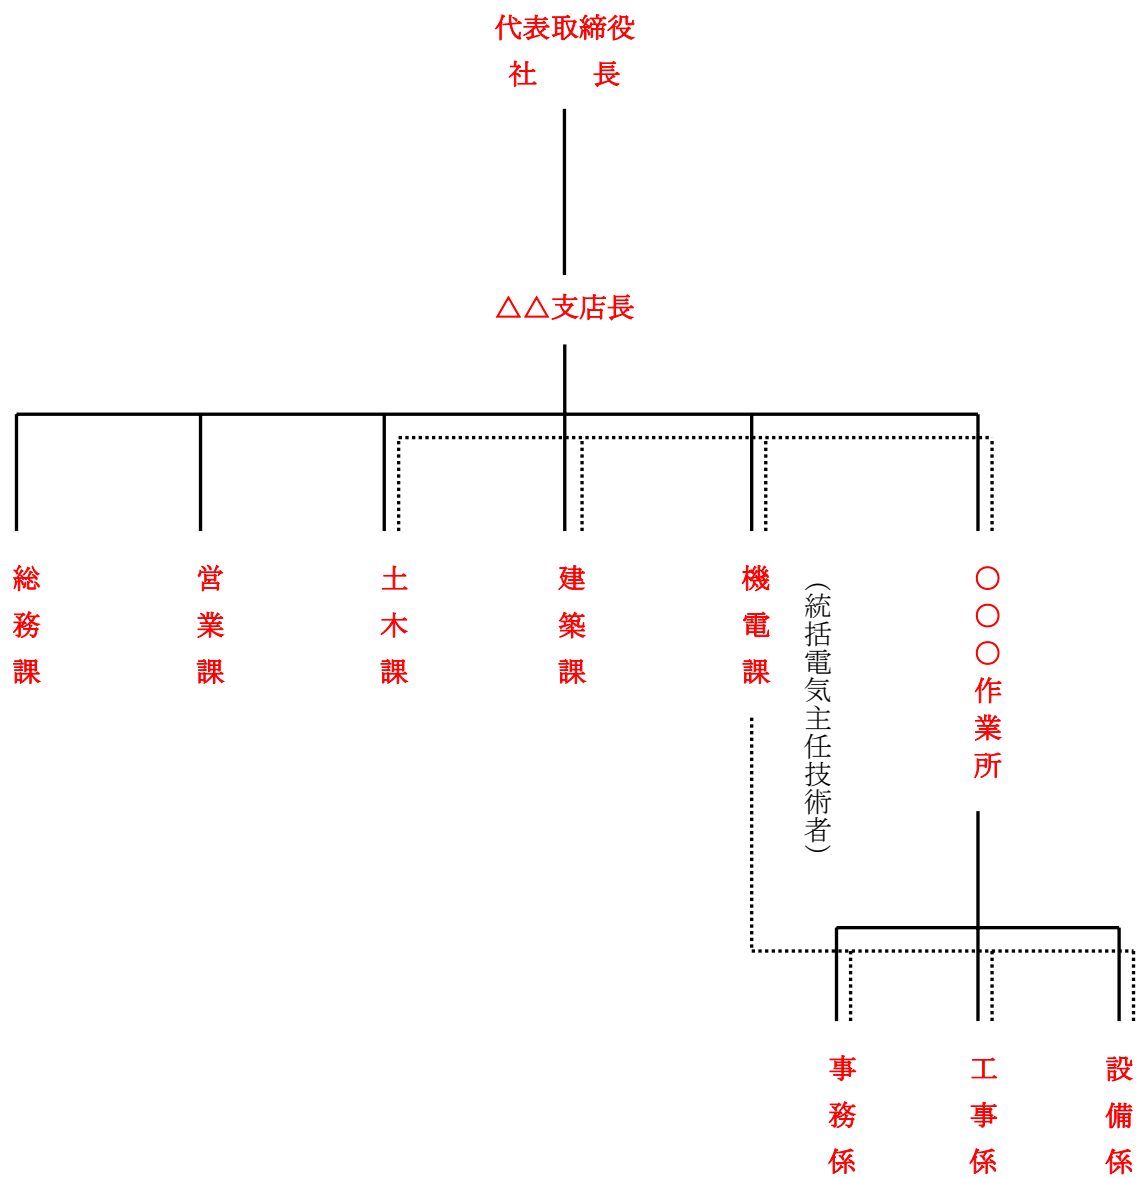 代表取締役
社　　長
△△支店長
総務課
営業課
土木課
建築課
機電課
（統括電気主任技術者）
〇〇〇作業所
事務係
工事係
設備係